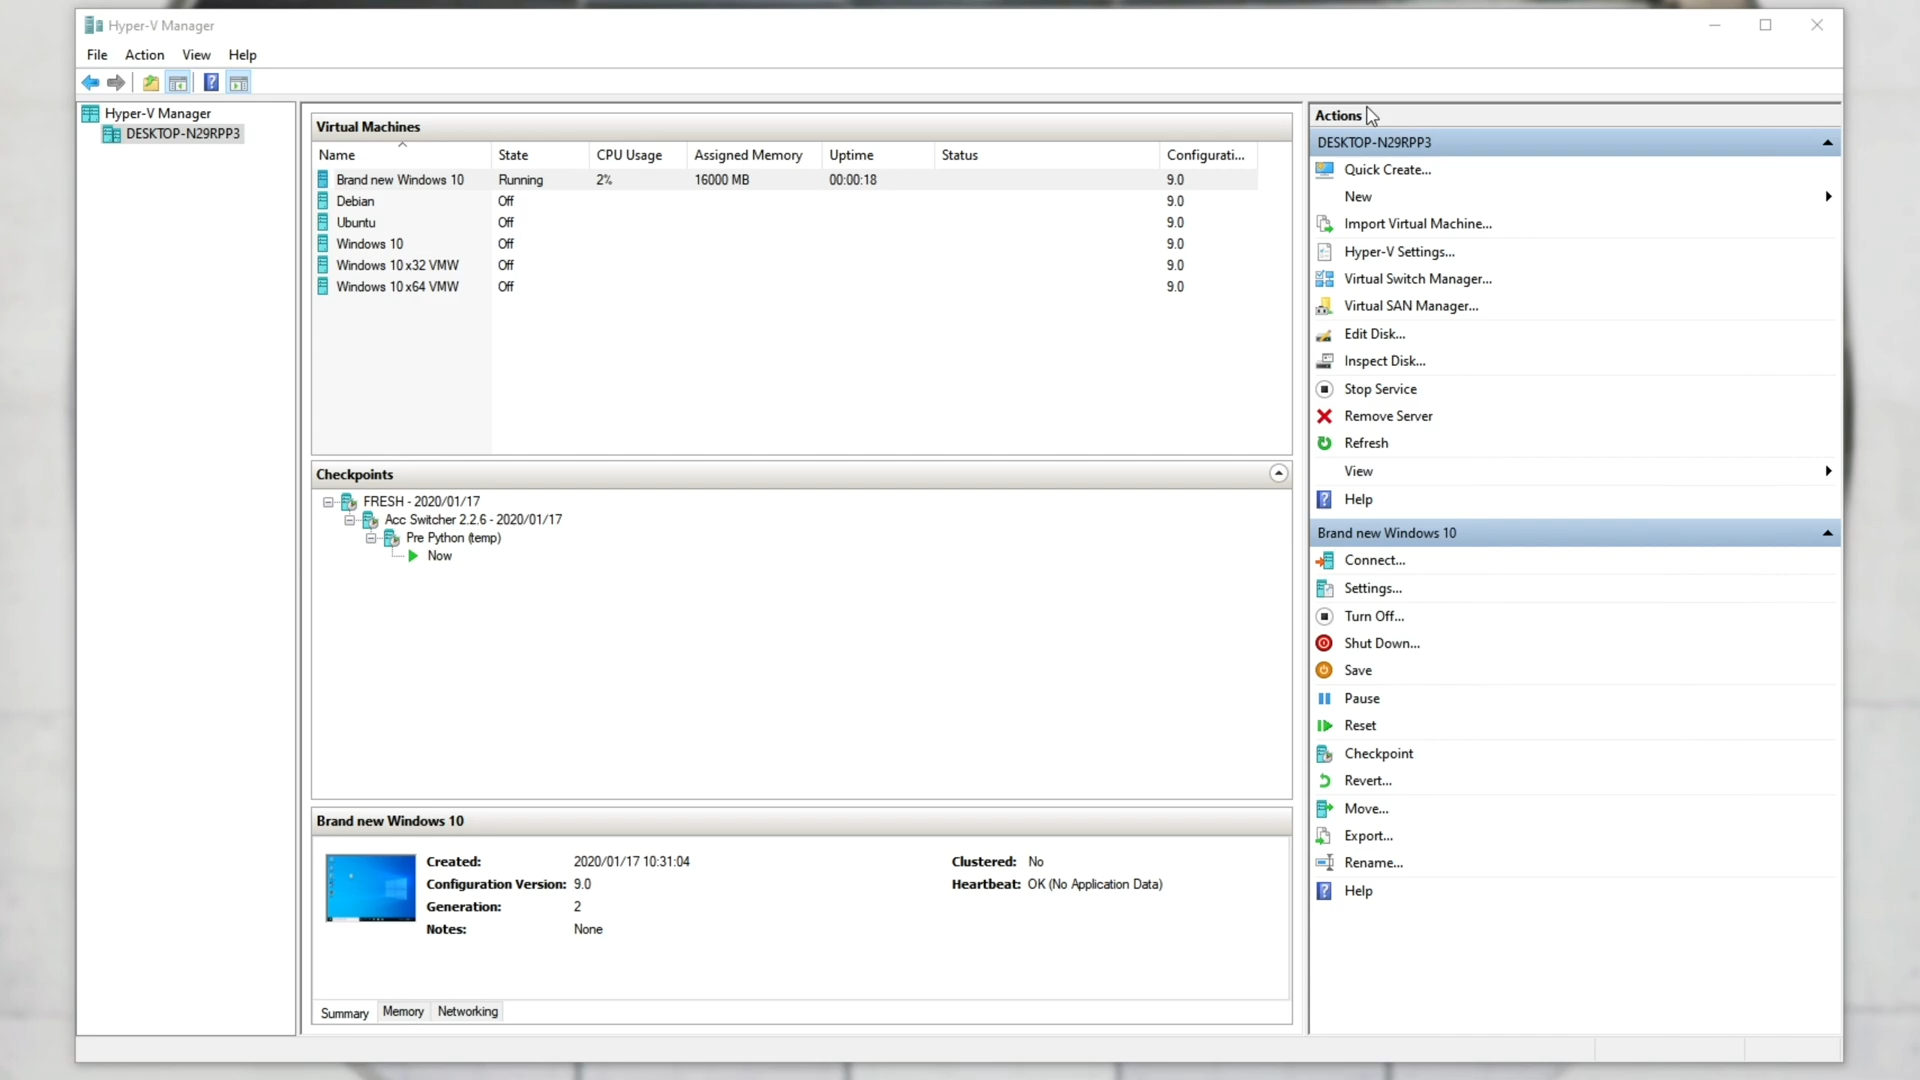 Hyper-V Manager
File Action View Help
Hyper-V Manager
DESKTOP-N29RPP3
Virtual Machines
Name State CPU Usage Assigned Memory Uptime Status Configurati...
Brand new Windows 10 Running 2% 16000 MB 00:00:18 9.0
Debian Off 9.0
Ubuntu Off 9.0
Windows 10 Off 9.0
Windows 10 x32 VMW Off 9.0
Windows 10 x64 VMW Off 9.0
Checkpoints
FRESH - 2020/01/17
Acc Switcher 2.2.6 - 2020/01/17
Pre Python (temp)
Now
Brand new Windows 10
Created: 2020/01/17 10:31:04 Clustered: No
Configuration Version: 9.0 Heartbeat: OK (No Application Data)
Generation: 2
Notes: None
Summary Memory Networking
Actions
DESKTOP-N29RPP3
Quick Create...
New
Import Virtual Machine...
Hyper-V Settings...
Virtual Switch Manager...
Virtual SAN Manager...
Edit Disk...
Inspect Disk...
Stop Service
Remove Server
Refresh
View
Help
Brand new Windows 10
Connect...
Settings...
Turn Off...
Shut Down...
Save
Pause
Reset
Checkpoint
Revert...
Move...
Export...
Rename...
Help